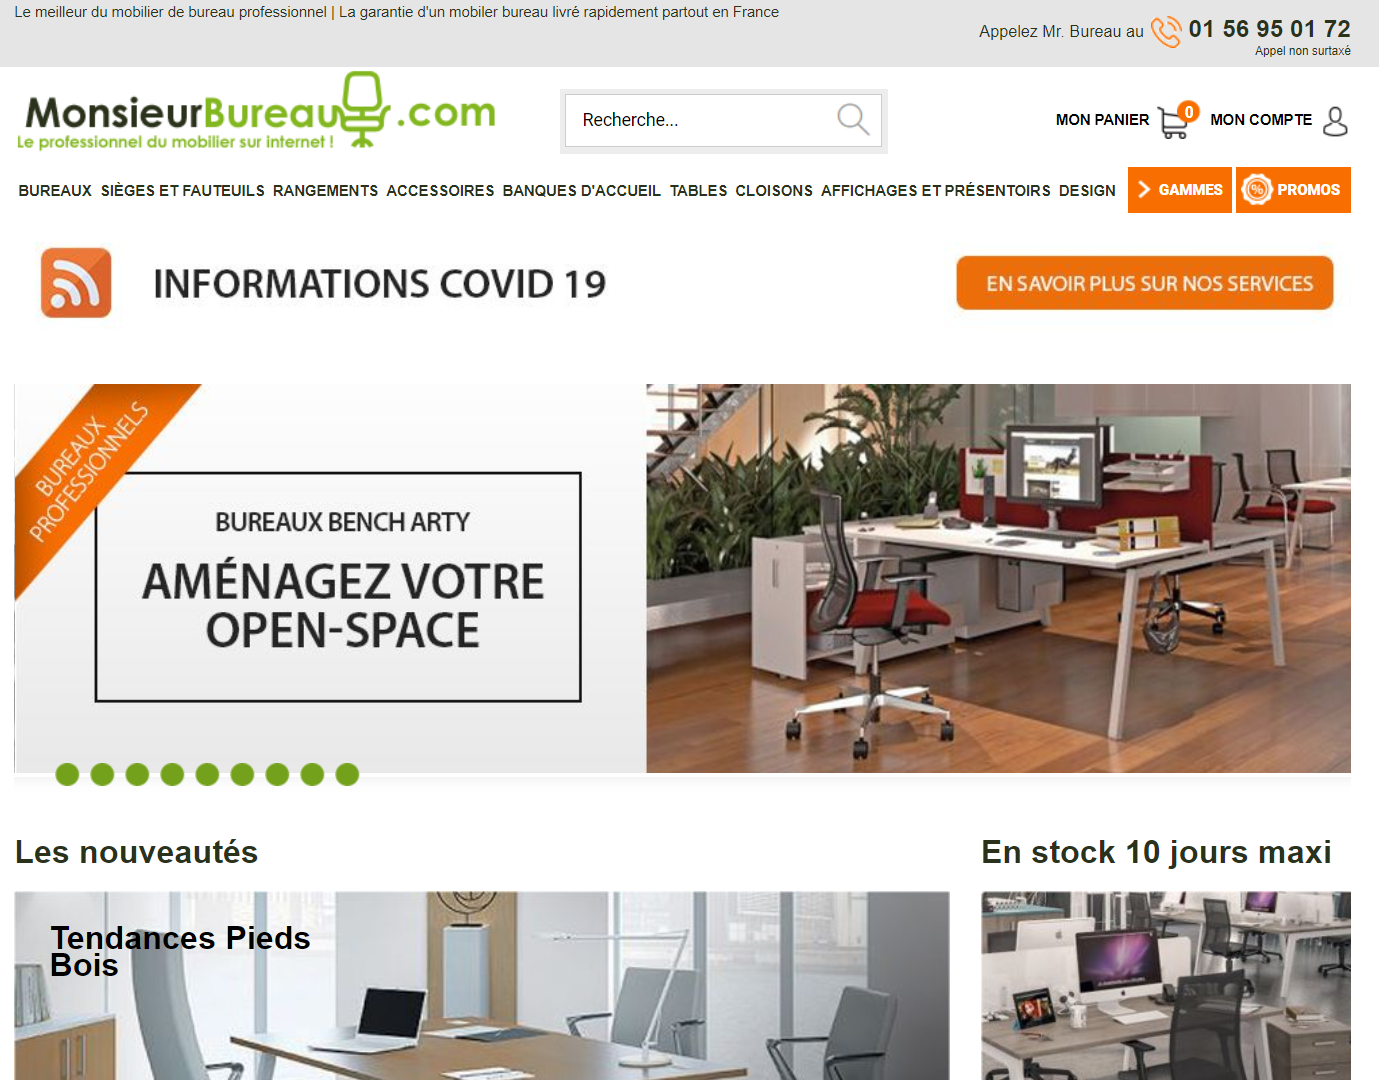 Le meilleur du mobilier de bureau professionnel | La garantie d'un mobiler bureau livré rapidement partout en France
Appelez Mr. Bureau au 01 56 95 01 72
Appel non surtaxé
MonsieurBureau.com
Le professionnel du mobilier sur internet !
Recherche...
MON PANIER 0 MON COMPTE
BUREAUX SIÈGES ET FAUTEUILS RANGEMENTS ACCESSOIRES BANQUES D'ACCUEIL TABLES CLOISONS AFFICHAGES ET PRÉSENTOIRS DESIGN GAMMES % PROMOS
INFORMATIONS COVID 19
EN SAVOIR PLUS SUR NOS SERVICES
BUREAUX
PROFESSIONNELS
BUREAUX BENCH ARTY
AMÉNAGEZ VOTRE
OPEN-SPACE
Les nouveautés
En stock 10 jours maxi
Tendances Pieds
Bois